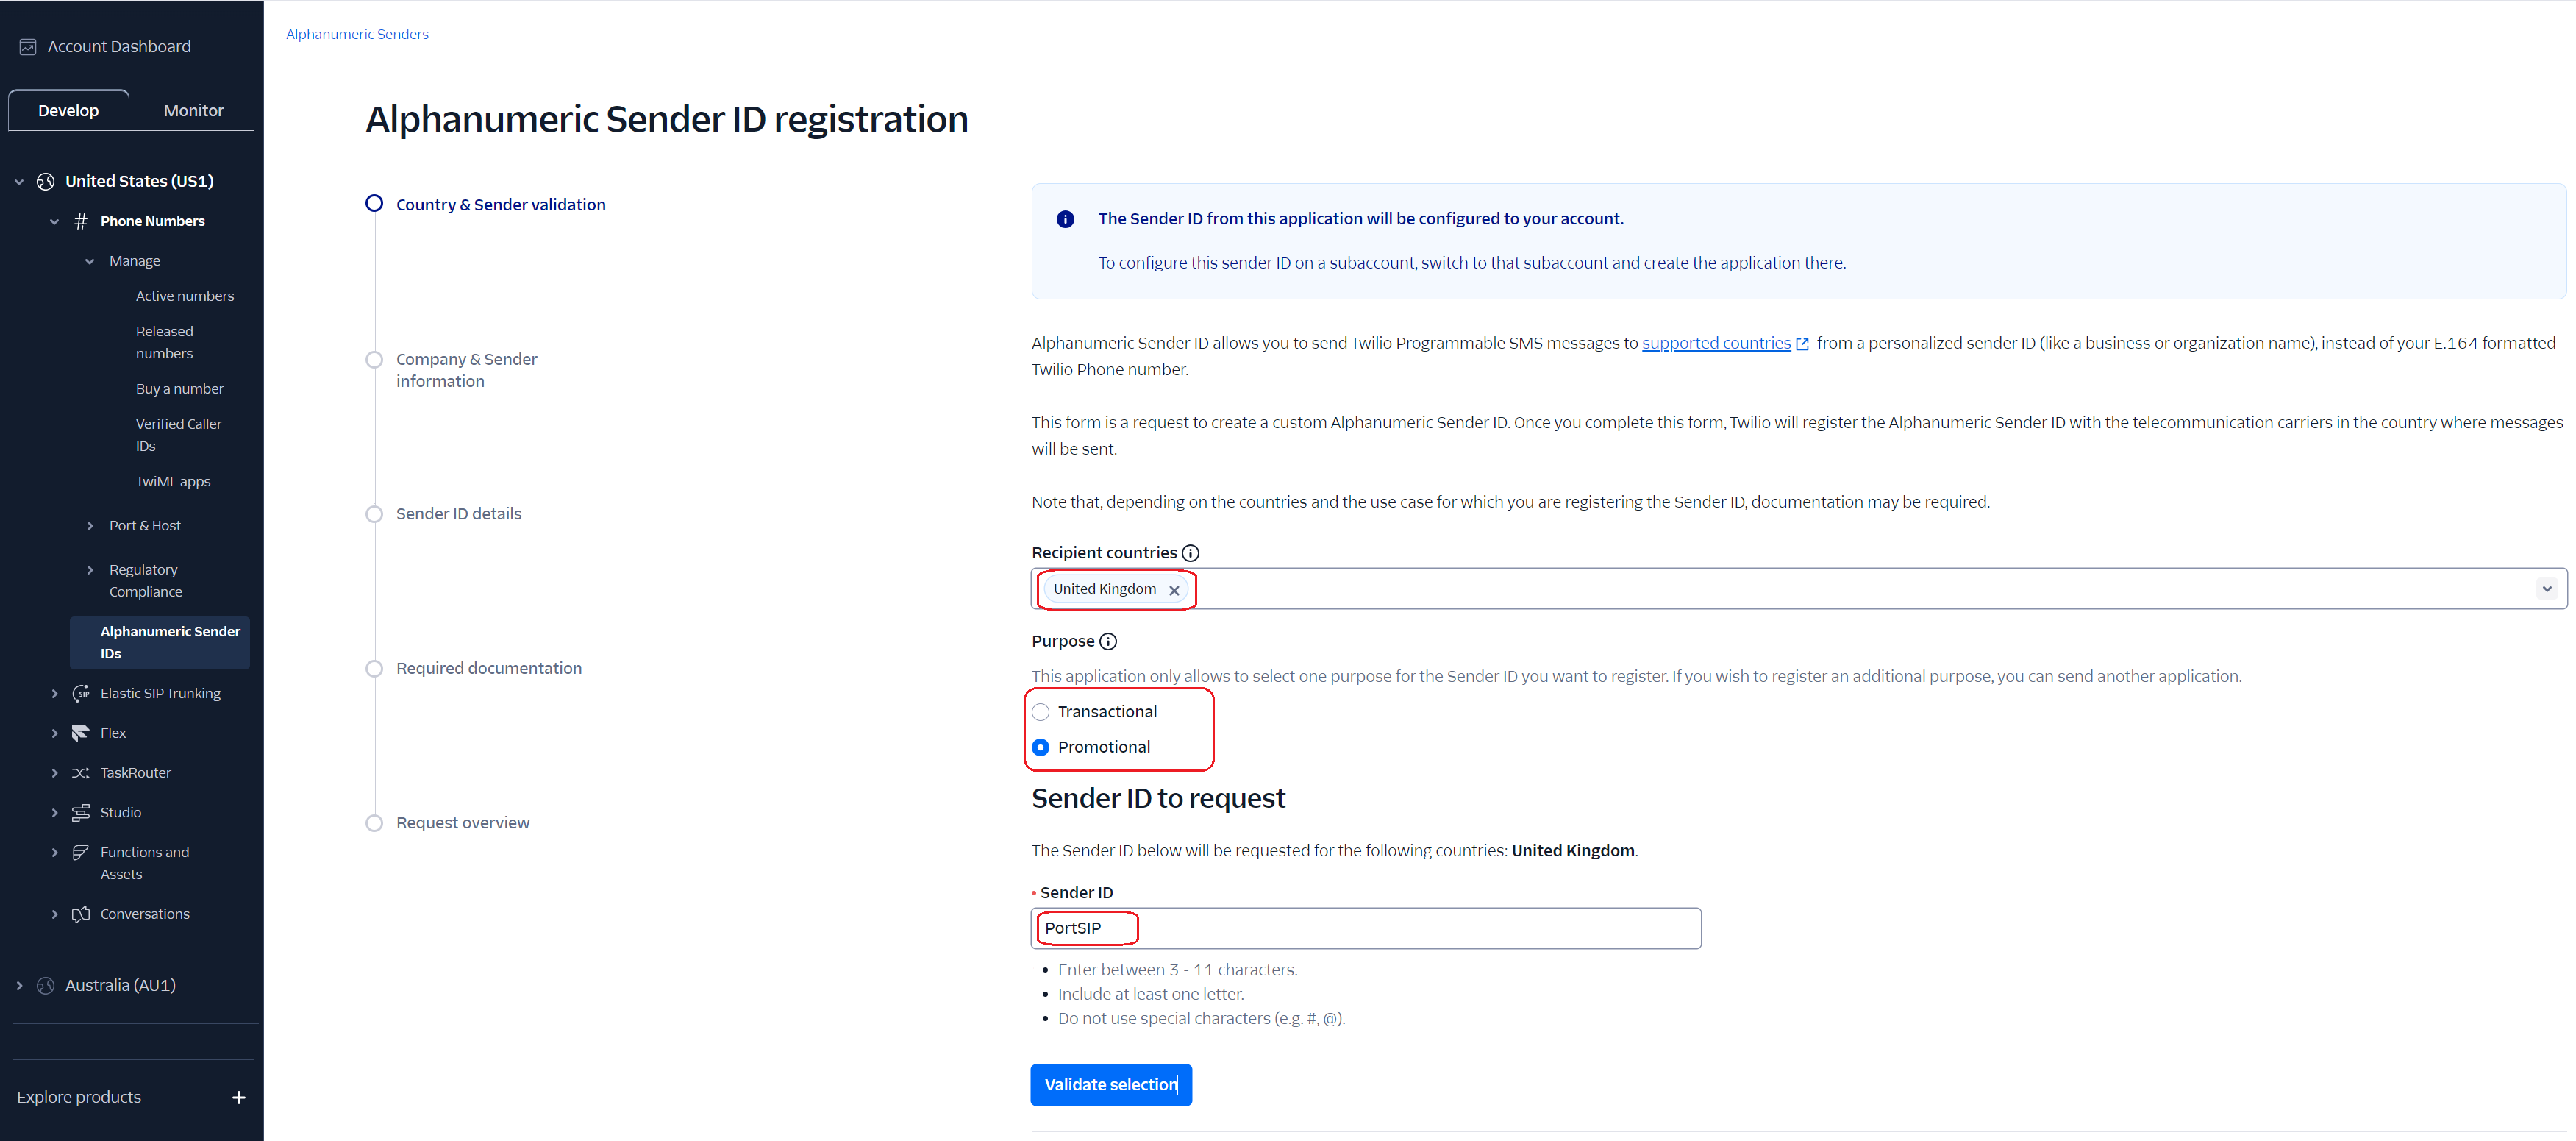 Account Dashboard
Develop
Monitor
United States (US1)
Phone Numbers
Manage
Active numbers
Released
numbers
Buy a number
Verified Caller
IDs
TwiML apps
Port & Host
Regulatory
Compliance
Alphanumeric Sender
IDs
SIP
Elastic SIP Trunking
Flex
TaskRouter
Studio
Functions and
Assets
Conversations
Australia (AU1)
Explore products
Alphanumeric Senders
Alphanumeric Sender ID registration
Country & Sender validation
Company & Sender
information
Sender ID details
Required documentation
Request overview
The Sender ID from this application will be configured to your account.
To configure this sender ID on a subaccount, switch to that subaccount and create the application there.
Alphanumeric Sender ID allows you to send Twilio Programmable SMS messages to supported countries from a personalized sender ID (like a business or organization name), instead of your E.164 formatted
Twilio Phone number.
This form is a request to create a custom Alphanumeric Sender ID. Once you complete this form, Twilio will register the Alphanumeric Sender ID with the telecommunication carriers in the country where messages
will be sent.
Note that, depending on the countries and the use case for which you are registering the Sender ID, documentation may be required.
Recipient countries
United Kingdom
Purpose
This application only allows to select one purpose for the Sender ID you want to register. If you wish to register an additional purpose, you can send another application.
Transactional
Promotional
Sender ID to request
The Sender ID below will be requested for the following countries: United Kingdom.
Sender ID
PortSIP
Enter between 3 - 11 characters.
Include at least one letter.
Do not use special characters (e.g. #, @).
Validate selection